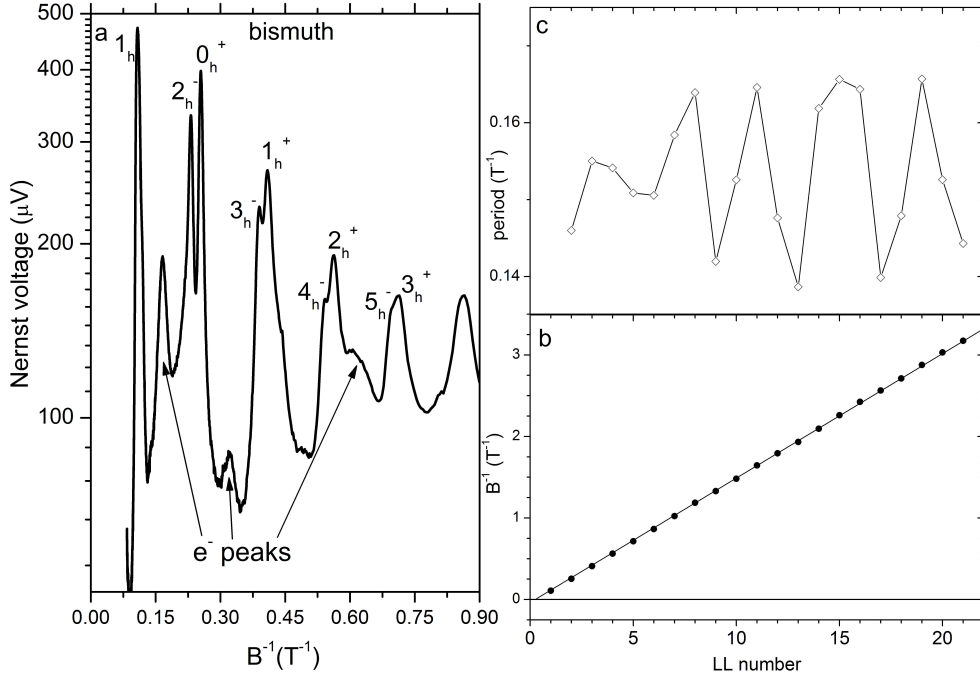 a
bismuth
1h
2h-
0h+
3h-
1h+
4h-
2h+
5h-
3h+
e- peaks
500
400
300
200
100
Nernst voltage (μV)
0.00 0.15 0.30 0.45 0.60 0.75 0.90
B-1(T-1)
c
0.16
0.14
period (T-1)
b
3
2
1
0
B-1 (T-1)
0 5 10 15 20
LL number